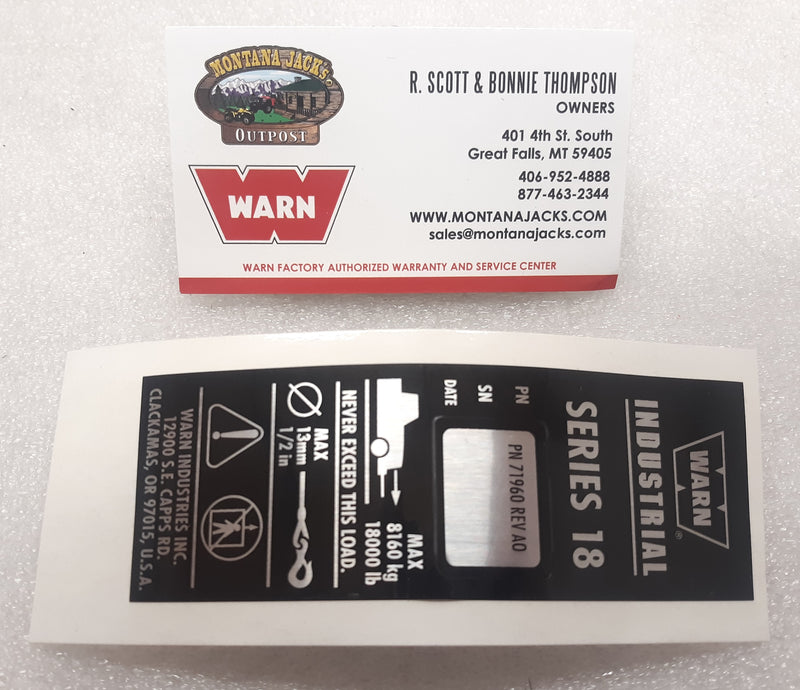 MONTANA JACK'S
OUTPOST
WARN
R. SCOTT & BONNIE THOMPSON
OWNERS
401 4th St. South
Great Falls, MT 59405
406-952-4888
877-463-2344
WWW.MONTANAJACKS.COM
sales@montanajacks.com
WARN FACTORY AUTHORIZED WARRANTY AND SERVICE CENTER
WARN®
INDUSTRIAL
SERIES 18
PN
SN
DATE
PN 71960 REV A0
MAX
8160 kg
18000 lb
NEVER EXCEED THIS LOAD.
MAX
13mm
1/2 in
WARN INDUSTRIES INC.
12900 S.E. CAPPS RD.
CLACKAMAS, OR 97015, U.S.A.